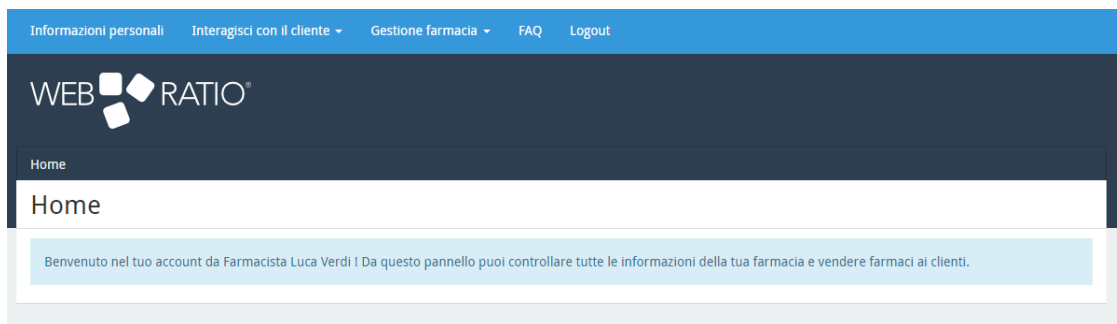 Informazioni personali Interagisci con il cliente Gestione farmacia FAQ Logout
WEB RATIO®
Home
Home
Benvenuto nel tuo account da Farmacista Luca Verdi ! Da questo pannello puoi controllare tutte le informazioni della tua farmacia e vendere farmaci ai clienti.